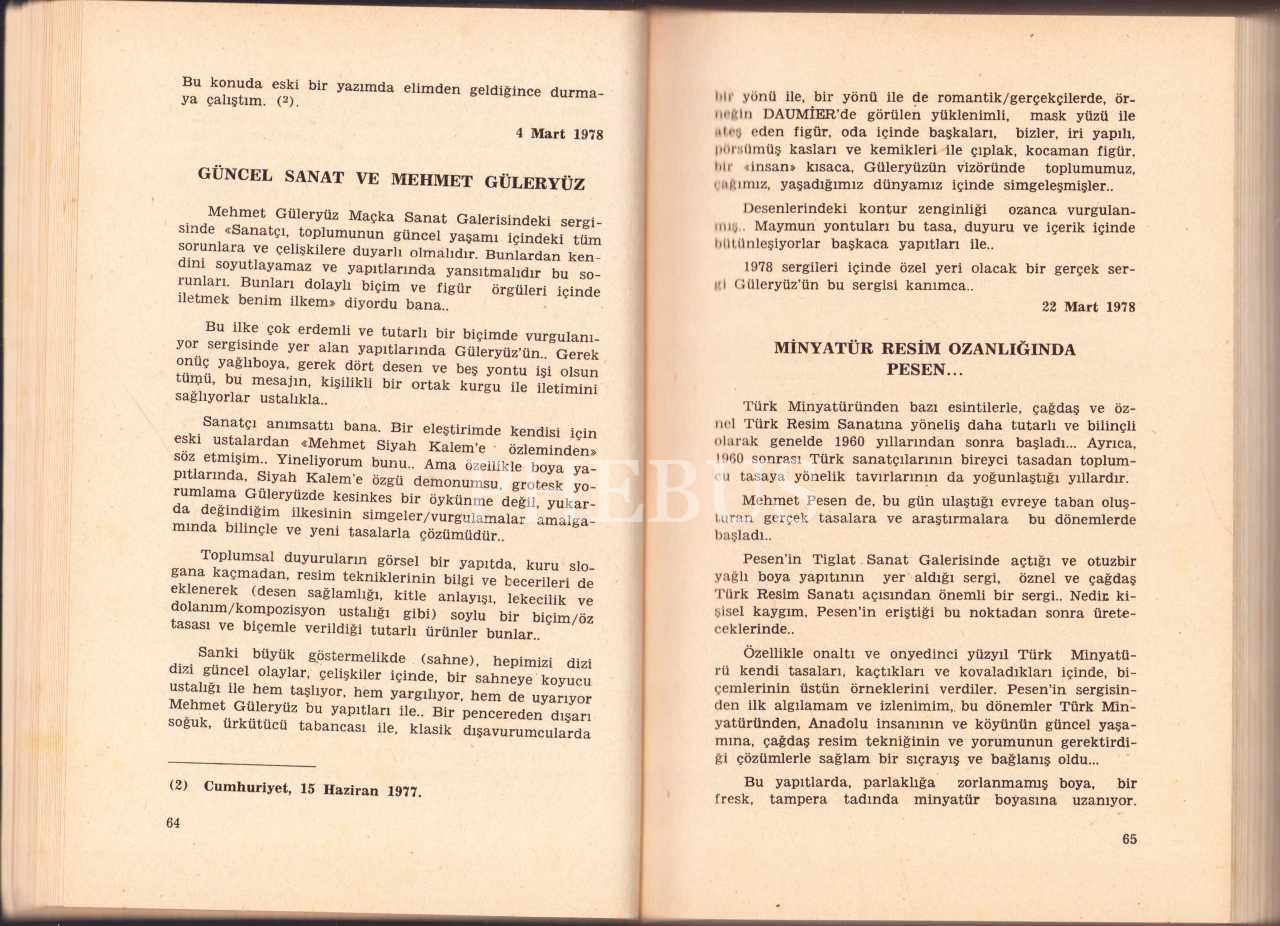 Bu konuda eski bir yazımda elimden geldiğince durma-
ya çalıştım. (²).
4 Mart 1978
GÜNCEL SANAT VE MEHMET GÜLERYÜZ
Mehmet Güleryüz Maçka Sanat Galerisindeki sergi-
sinde «Sanatçı, toplumunun güncel yaşamı içindeki tüm
sorunlara ve çelişkilere duyarlı olmalıdır. Bunlardan ken-
dini soyutlayamaz ve yapıtlarında yansıtmalıdır bu so-
runları. Bunları dolaylı biçim ve figür örgüleri içinde
iletmek benim ilkem» diyordu bana..
Bu ilke çok erdemli ve tutarlı bir biçimde vurgulanı-
yor sergisinde yer alan yapıtlarında Güleryüz'ün.. Gerek
onüç yağlıboya, gerek dört desen ve beş yontu işi olsun
tümü, bu mesajın, kişilikli bir ortak kurgu ile iletimini
sağlıyorlar ustalıkla..
Sanatçı anımsattı bana. Bir eleştirimde kendisi için
eski ustalardan «Mehmet Siyah Kalem'e özleminden»
söz etmişim.. Yineliyorum bunu.. Ama özellikle boya ya-
pıtlarında, Siyah Kalem'e özgü demonumsu, grotesk yo-
rumlama Güleryüzde kesinkes bir öykünme değil, yukar-
da değindiğim ilkesinin simgeler/vurgulamalar amalga-
mında bilinçle ve yeni tasalarla çözümüdür..
Toplumsal duyuruların görsel bir yapıtda, kuru slo-
gana kaçmadan, resim tekniklerinin bilgi ve becerileri de
eklenerek (desen sağlamlığı, kitle anlayışı, lekecilik ve
dolanım/kompozisyon ustalığı gibi) soylu bir biçim/öz
tasası ve biçemle verildiği tutarlı ürünler bunlar..
Sanki büyük göstermelikde (sahne), hepimizi dizi
dizi güncel olaylar, çelişkiler içinde, bir sahneye koyucu
ustalığı ile hem taşlıyor, hem yargılıyor, hem de uyarıyor
Mehmet Güleryüz bu yapıtları ile.. Bir pencereden dışarı
soğuk, ürkütücü tabancası ile, klasik dışavurumcularda
(2) Cumhuriyet, 15 Haziran 1977.
64
bir yönü ile, bir yönü ile de romantik/gerçekçilerde, ör-
neğin DAUMİER'de görülen yüklenimli, mask yüzü ile
ateş eden figür, oda içinde başkaları, bizler, iri yapılı,
pörsümüş kasları ve kemikleri ile çıplak, kocaman figür,
bir «insan» kısaca, Güleryüzün vizöründe toplumumuz,
çağımız, yaşadığımız dünyamız içinde simgeleşmişler..
Desenlerindeki kontur zenginliği ozanca vurgulan-
mış.. Maymun yontuları bu tasa, duyuru ve içerik içinde
bütünleşiyorlar başkaca yapıtları ile..
1978 sergileri içinde özel yeri olacak bir gerçek ser-
gi Güleryüz'ün bu sergisi kanımca..
22 Mart 1978
MİNYATÜR RESİM OZANLIĞINDA
PESEN...
Türk Minyatüründen bazı esintilerle, çağdaş ve öz-
nel Türk Resim Sanatına yöneliş daha tutarlı ve bilinçli
olarak genelde 1960 yıllarından sonra başladı... Ayrıca,
1960 sonrası Türk sanatçılarının bireyci tasadan toplum-
cu tasaya yönelik tavırlarının da yoğunlaştığı yıllardır.
Mehmet Pesen de, bu gün ulaştığı evreye taban oluş-
turan gerçek tasalara ve araştırmalara bu dönemlerde
başladı..
Pesen'in Tiglat Sanat Galerisinde açtığı ve otuzbir
yağlı boya yapıtının yer aldığı sergi, öznel ve çağdaş
Türk Resim Sanatı açısından önemli bir sergi.. Nedir ki-
şisel kaygım, Pesen'in eriştiği bu noktadan sonra ürete-
ceklerinde..
Özellikle onaltı ve onyedinci yüzyıl Türk Minyatü-
rü kendi tasaları, kaçtıkları ve kovaladıkları içinde, bi-
çemlerinin üstün örneklerini verdiler. Pesen'in sergisin-
den ilk algılamam ve izlenimim, bu dönemler Türk Min-
yatüründen, Anadolu insanının ve köyünün güncel yaşa-
mına, çağdaş resim tekniğinin ve yorumunun gerektirdi-
ği çözümlerle sağlam bir sıçrayış ve bağlanış oldu...
Bu yapıtlarda, parlaklığa zorlanmamış boya, bir
fresk, tampera tadında minyatür boyasına uzanıyor.
65